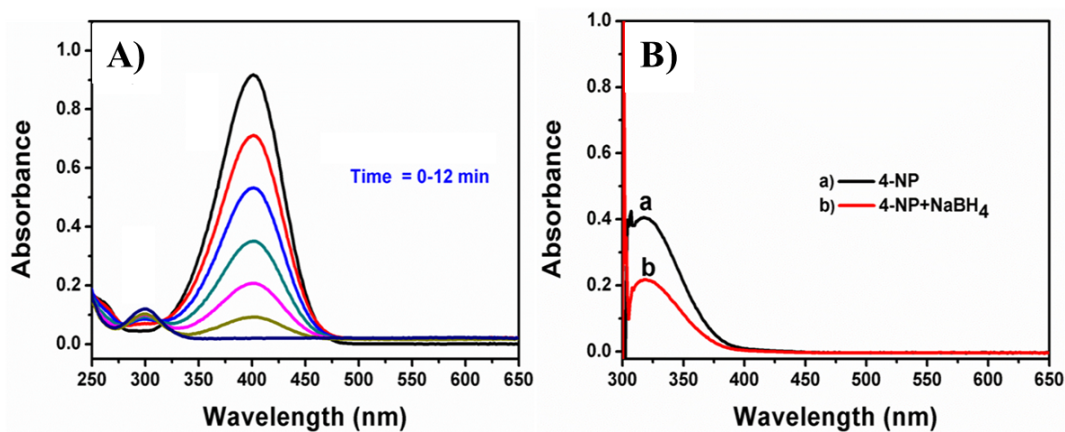 A)
1.0
0.8
0.6
0.4
0.2
0.0
Absorbance
Time = 0-12 min
250 300 350 400 450 500 550 600 650
Wavelength (nm)
B)
1.0
0.8
0.6
0.4
0.2
0.0
Absorbance
a) 4-NP
b) 4-NP+NaBH4
a
b
300 350 400 450 500 550 600 650
Wavelength (nm)